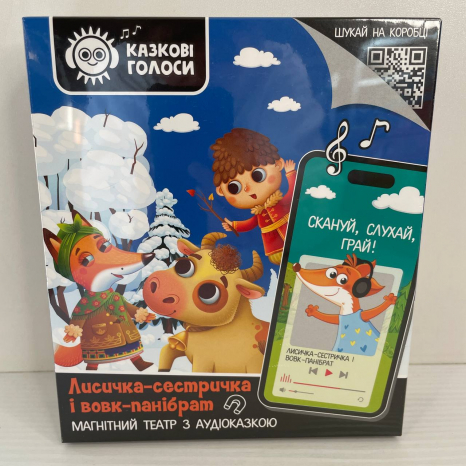 КАЗКОВІ
ГОЛОСИ
ШУКАЙ НА КОРОБЦІ
СКАНУЙ, СЛУХАЙ,
ГРАЙ!
ЛИСИЧКА-СЕСТРИЧКА І
ВОВК-ПАНІБРАТ
Лисичка-сестричка
і вовк-панібрат
МАГНІТНИЙ ТЕАТР З АУДІОКАЗКОЮ